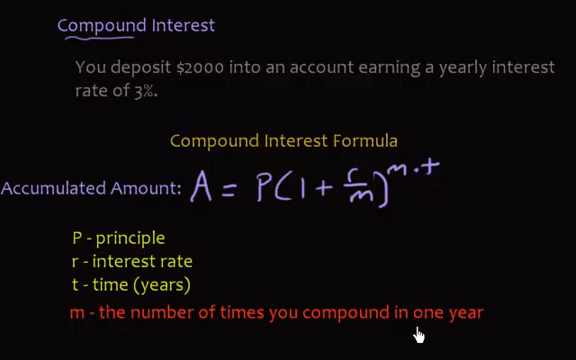 Compound Interest
You deposit $2000 into an account earning a yearly interest
rate of 3%.
Compound Interest Formula
Accumulated Amount: A = P(1 + r/m)^m·t
P - principle
r - interest rate
t - time (years)
m - the number of times you compound in one year